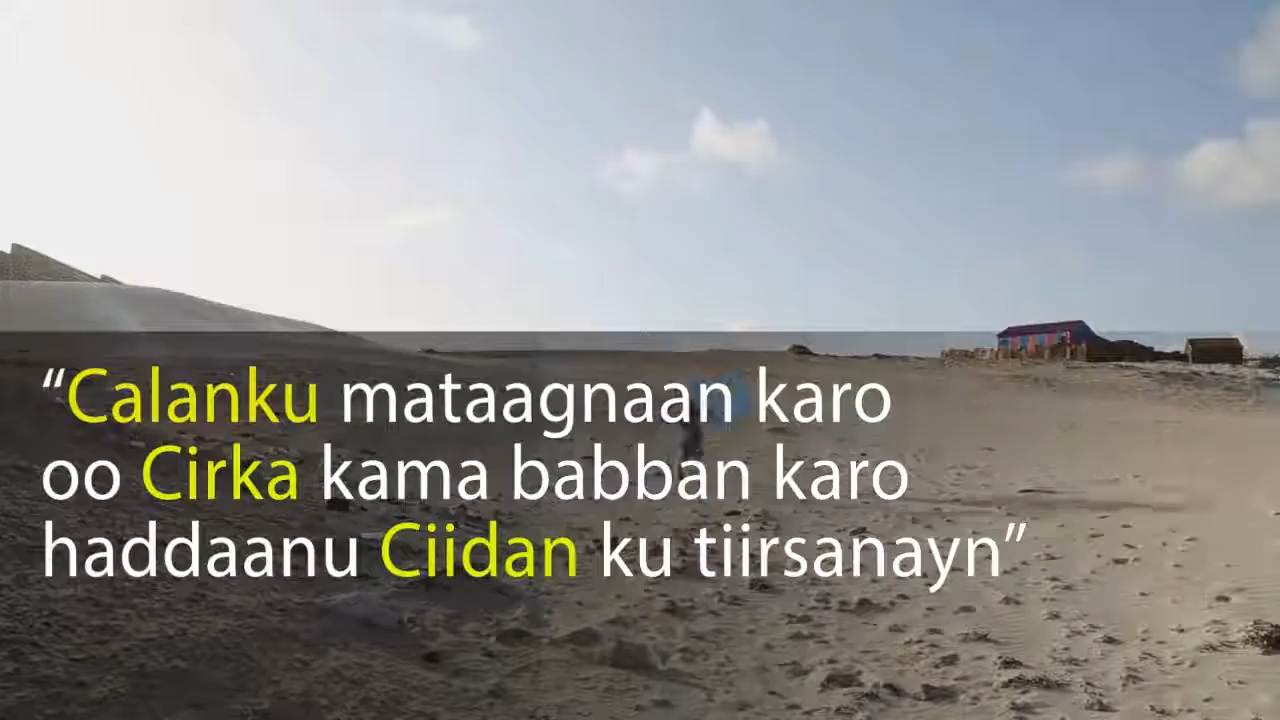 “Calanku mataagnaan karo
oo Cirka kama babban karo
haddaanu Ciidan ku tiirsanayn”